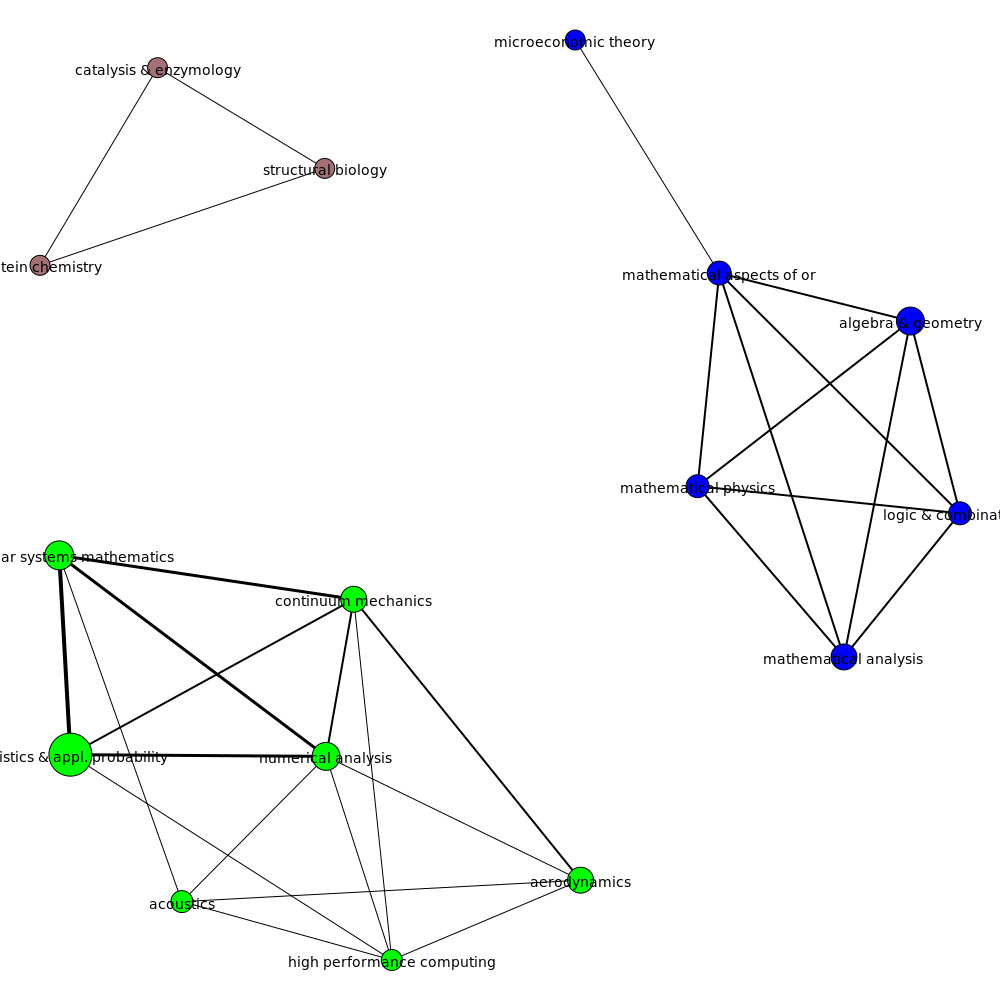 microeconomic theory
catalysis & enzymology
structural biology
tein chemistry
mathematical aspects of or
algebra & geometry
mathematical physics
logic & combinat
ar systems mathematics
continuum mechanics
mathematical analysis
istics & appl. probability
numerical analysis
aerodynamics
acoustics
high performance computing